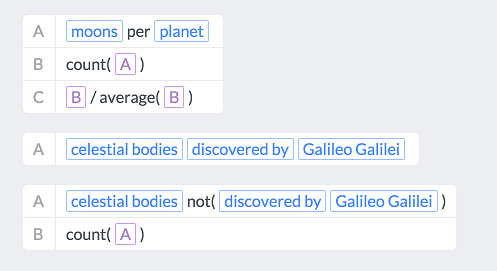 A moons per planet
B count( A )
C B / average( B )
A celestial bodies discovered by Galileo Galilei
A celestial bodies not( discovered by Galileo Galilei )
B count( A )